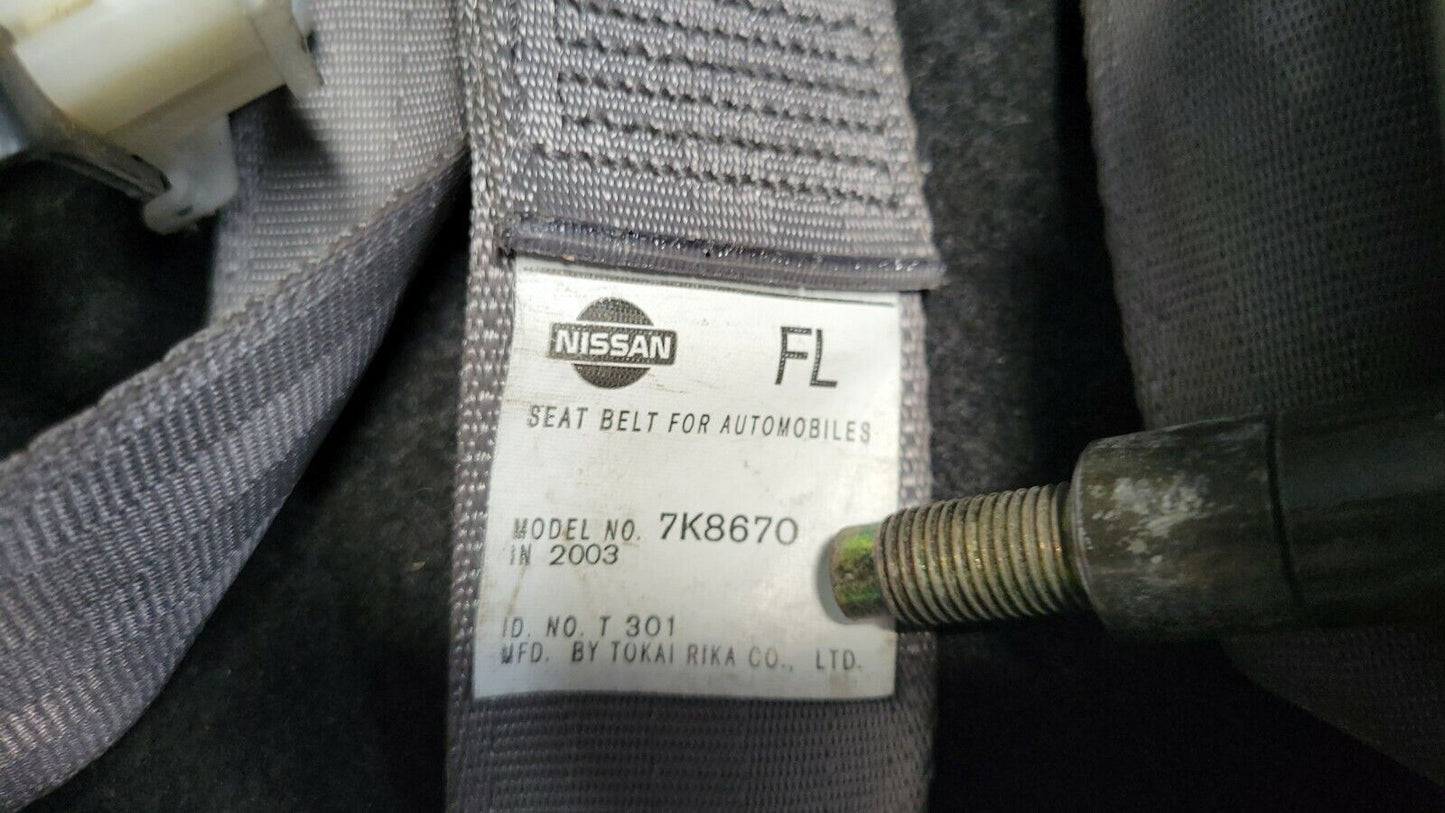 NISSAN FL
SEAT BELT FOR AUTOMOBILES
MODEL NO. 7K8670
IN 2003
ID. NO. T 301
MFD. BY TOKAI RIKA CO., LTD.